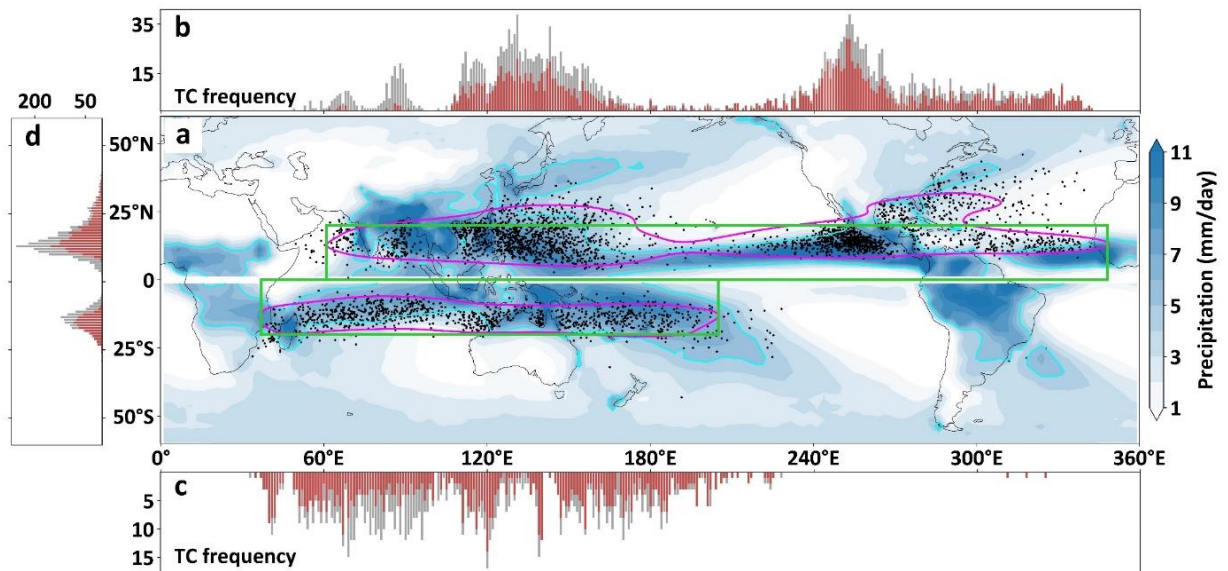 b
35
15
TC frequency
200 50
d
a
50°N
25°N
0
25°S
50°S
0°
60°E
120°E
180°E
240°E
300°E
360°E
11
9
7
5
3
1
Precipitation (mm/day)
c
5
10
15
TC frequency